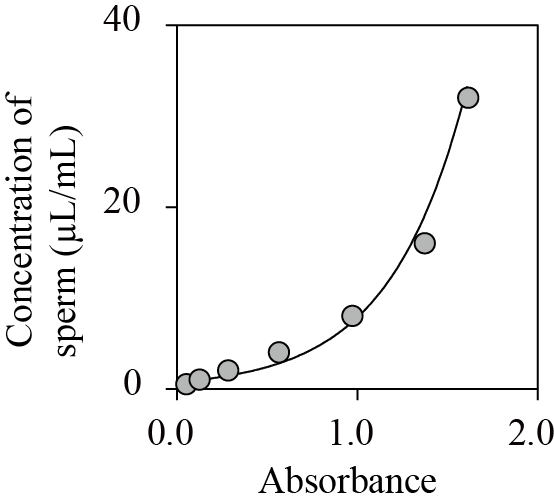 40
20
0
Concentration of
sperm (μL/mL)
0.0
1.0
2.0
Absorbance